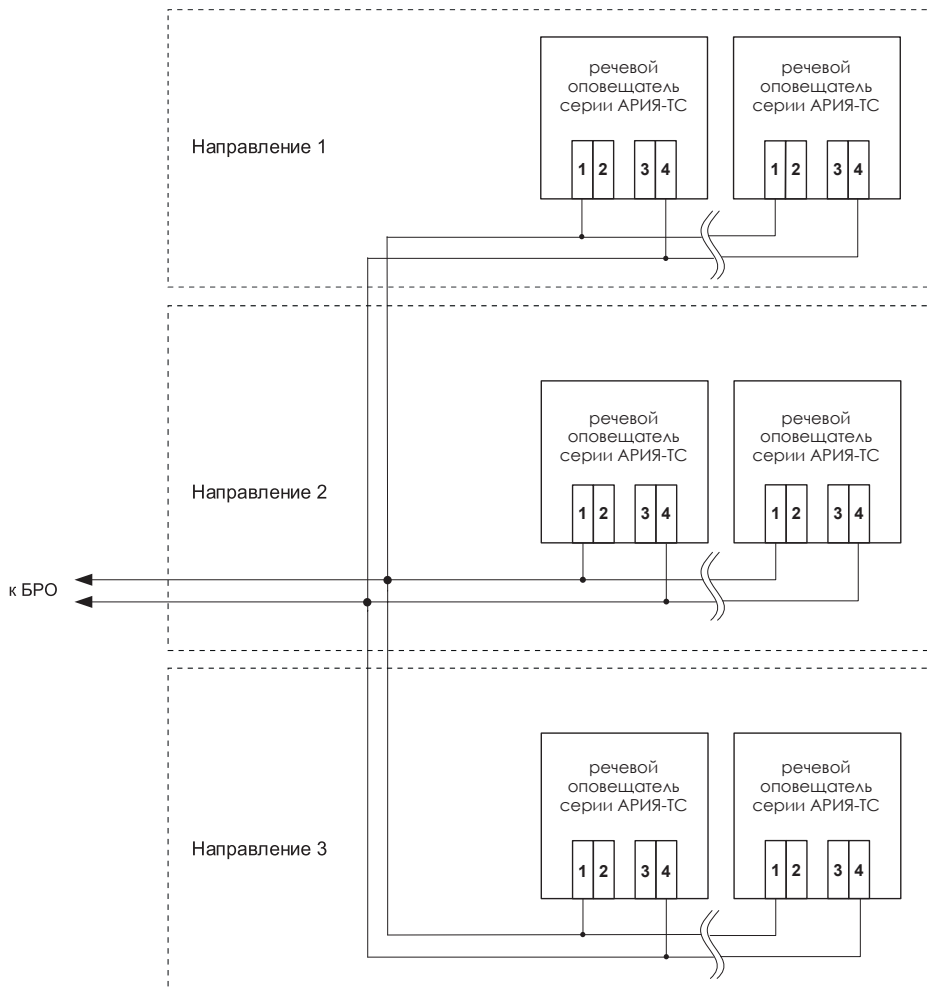 речевой
оповещатель
серии АРИЯ-ТС
1 2 3 4
речевой
оповещатель
серии АРИЯ-ТС
1 2 3 4
Направление 1
речевой
оповещатель
серии АРИЯ-ТС
1 2 3 4
речевой
оповещатель
серии АРИЯ-ТС
1 2 3 4
Направление 2
к БРО
речевой
оповещатель
серии АРИЯ-ТС
1 2 3 4
речевой
оповещатель
серии АРИЯ-ТС
1 2 3 4
Направление 3